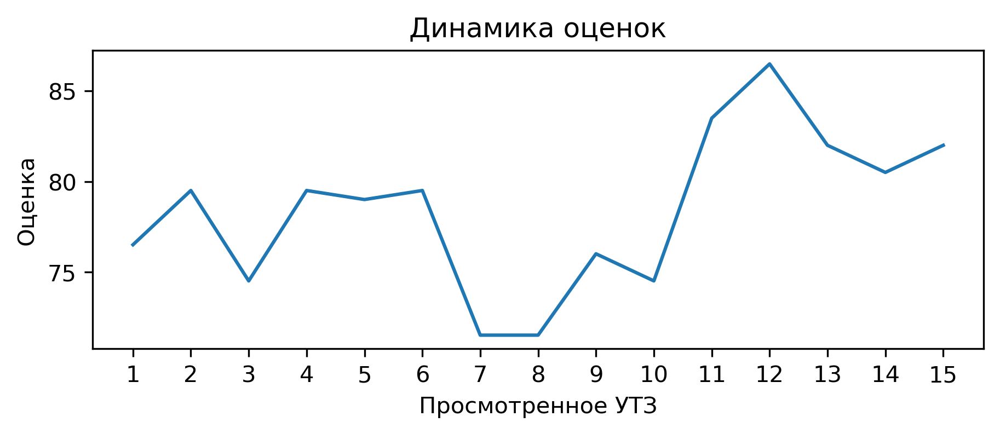 Динамика оценок
Оценка
85
80
75
1 2 3 4 5 6 7 8 9 10 11 12 13 14 15
Просмотренное УТЗ